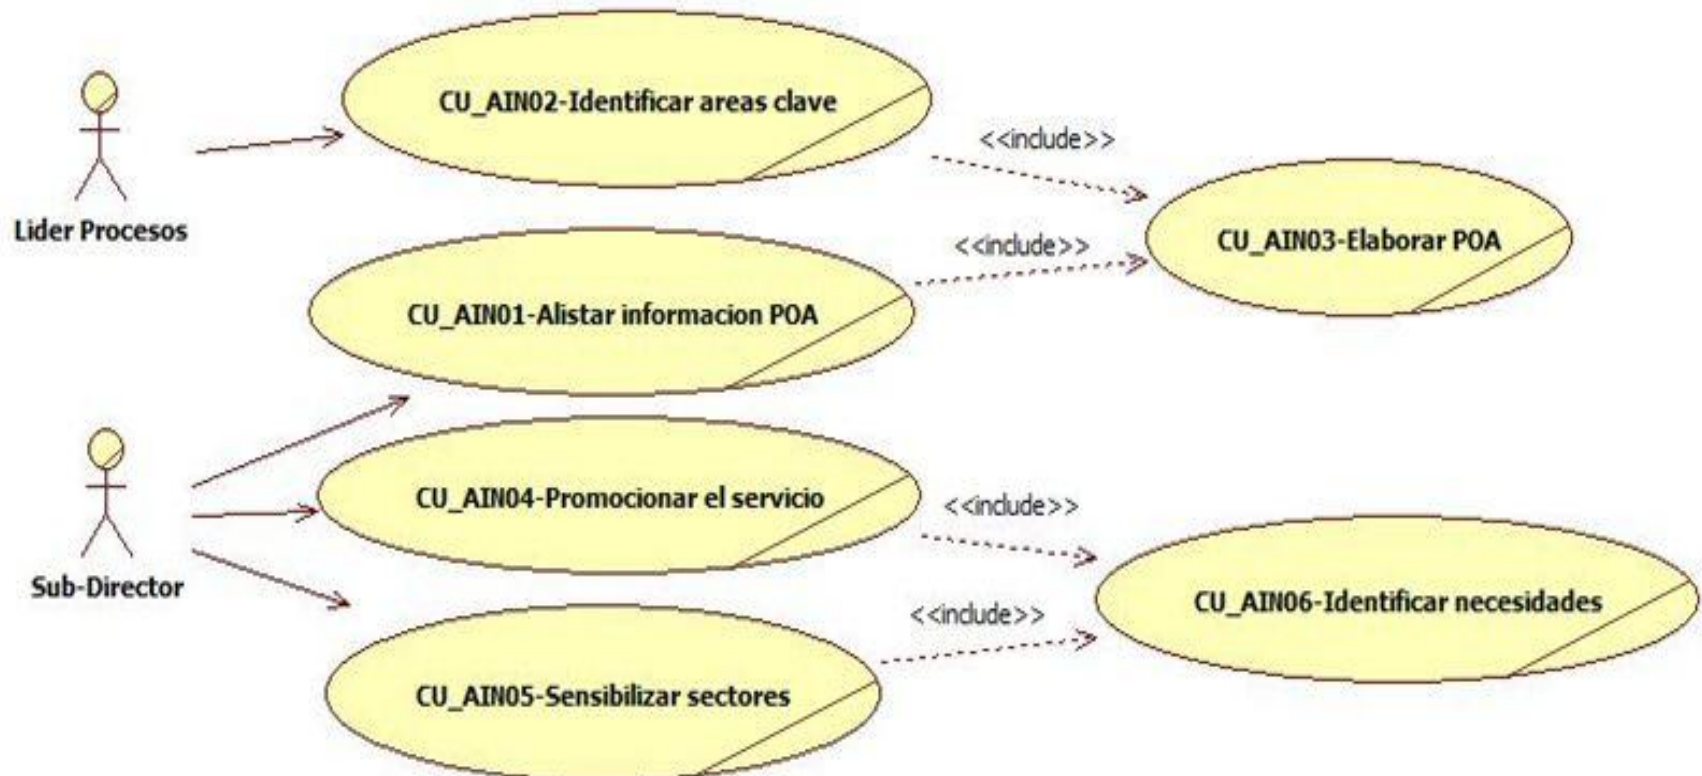 CU_AIN02-Identificar areas clave
<<include>>
Lider Procesos
CU_AIN03-Elaborar POA
<<include>>
CU_AIN01-Alistar informacion POA
CU_AIN04-Promocionar el servicio
<<include>>
Sub-Director
CU_AIN06-Identificar necesidades
<<include>>
CU_AIN05-Sensibilizar sectores